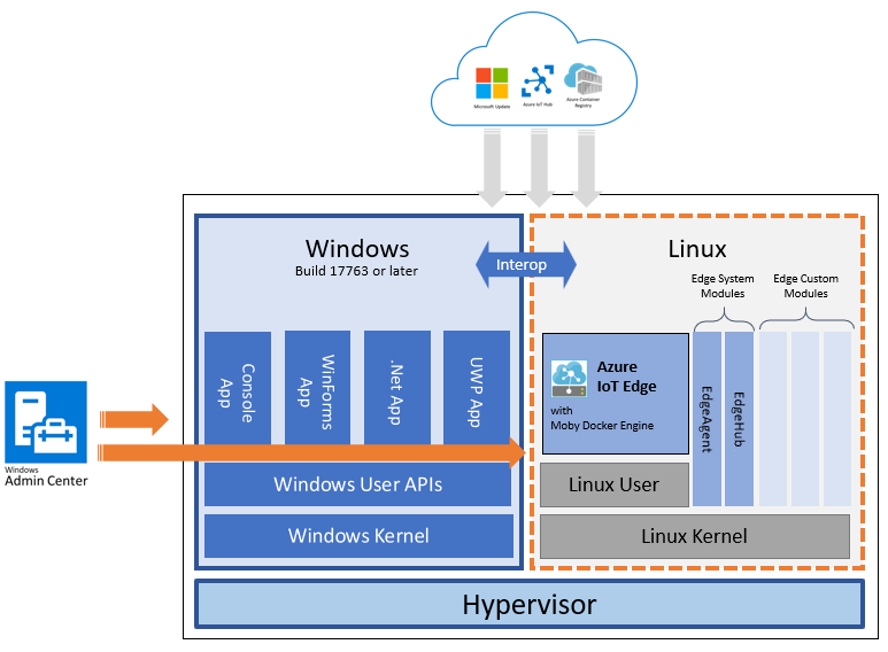 Microsoft Update
Azure IoT Hub
Azure Container
Registry
Windows
Build 17763 or later
Interop
Linux
Edge System
Modules
Edge Custom
Modules
Console
App
WinForms
App
.Net App
UWP App
Azure
IoT Edge
with
Moby Docker Engine
EdgeAgent
EdgeHub
Windows
Admin Center
Windows User APIs
Linux User
Windows Kernel
Linux Kernel
Hypervisor